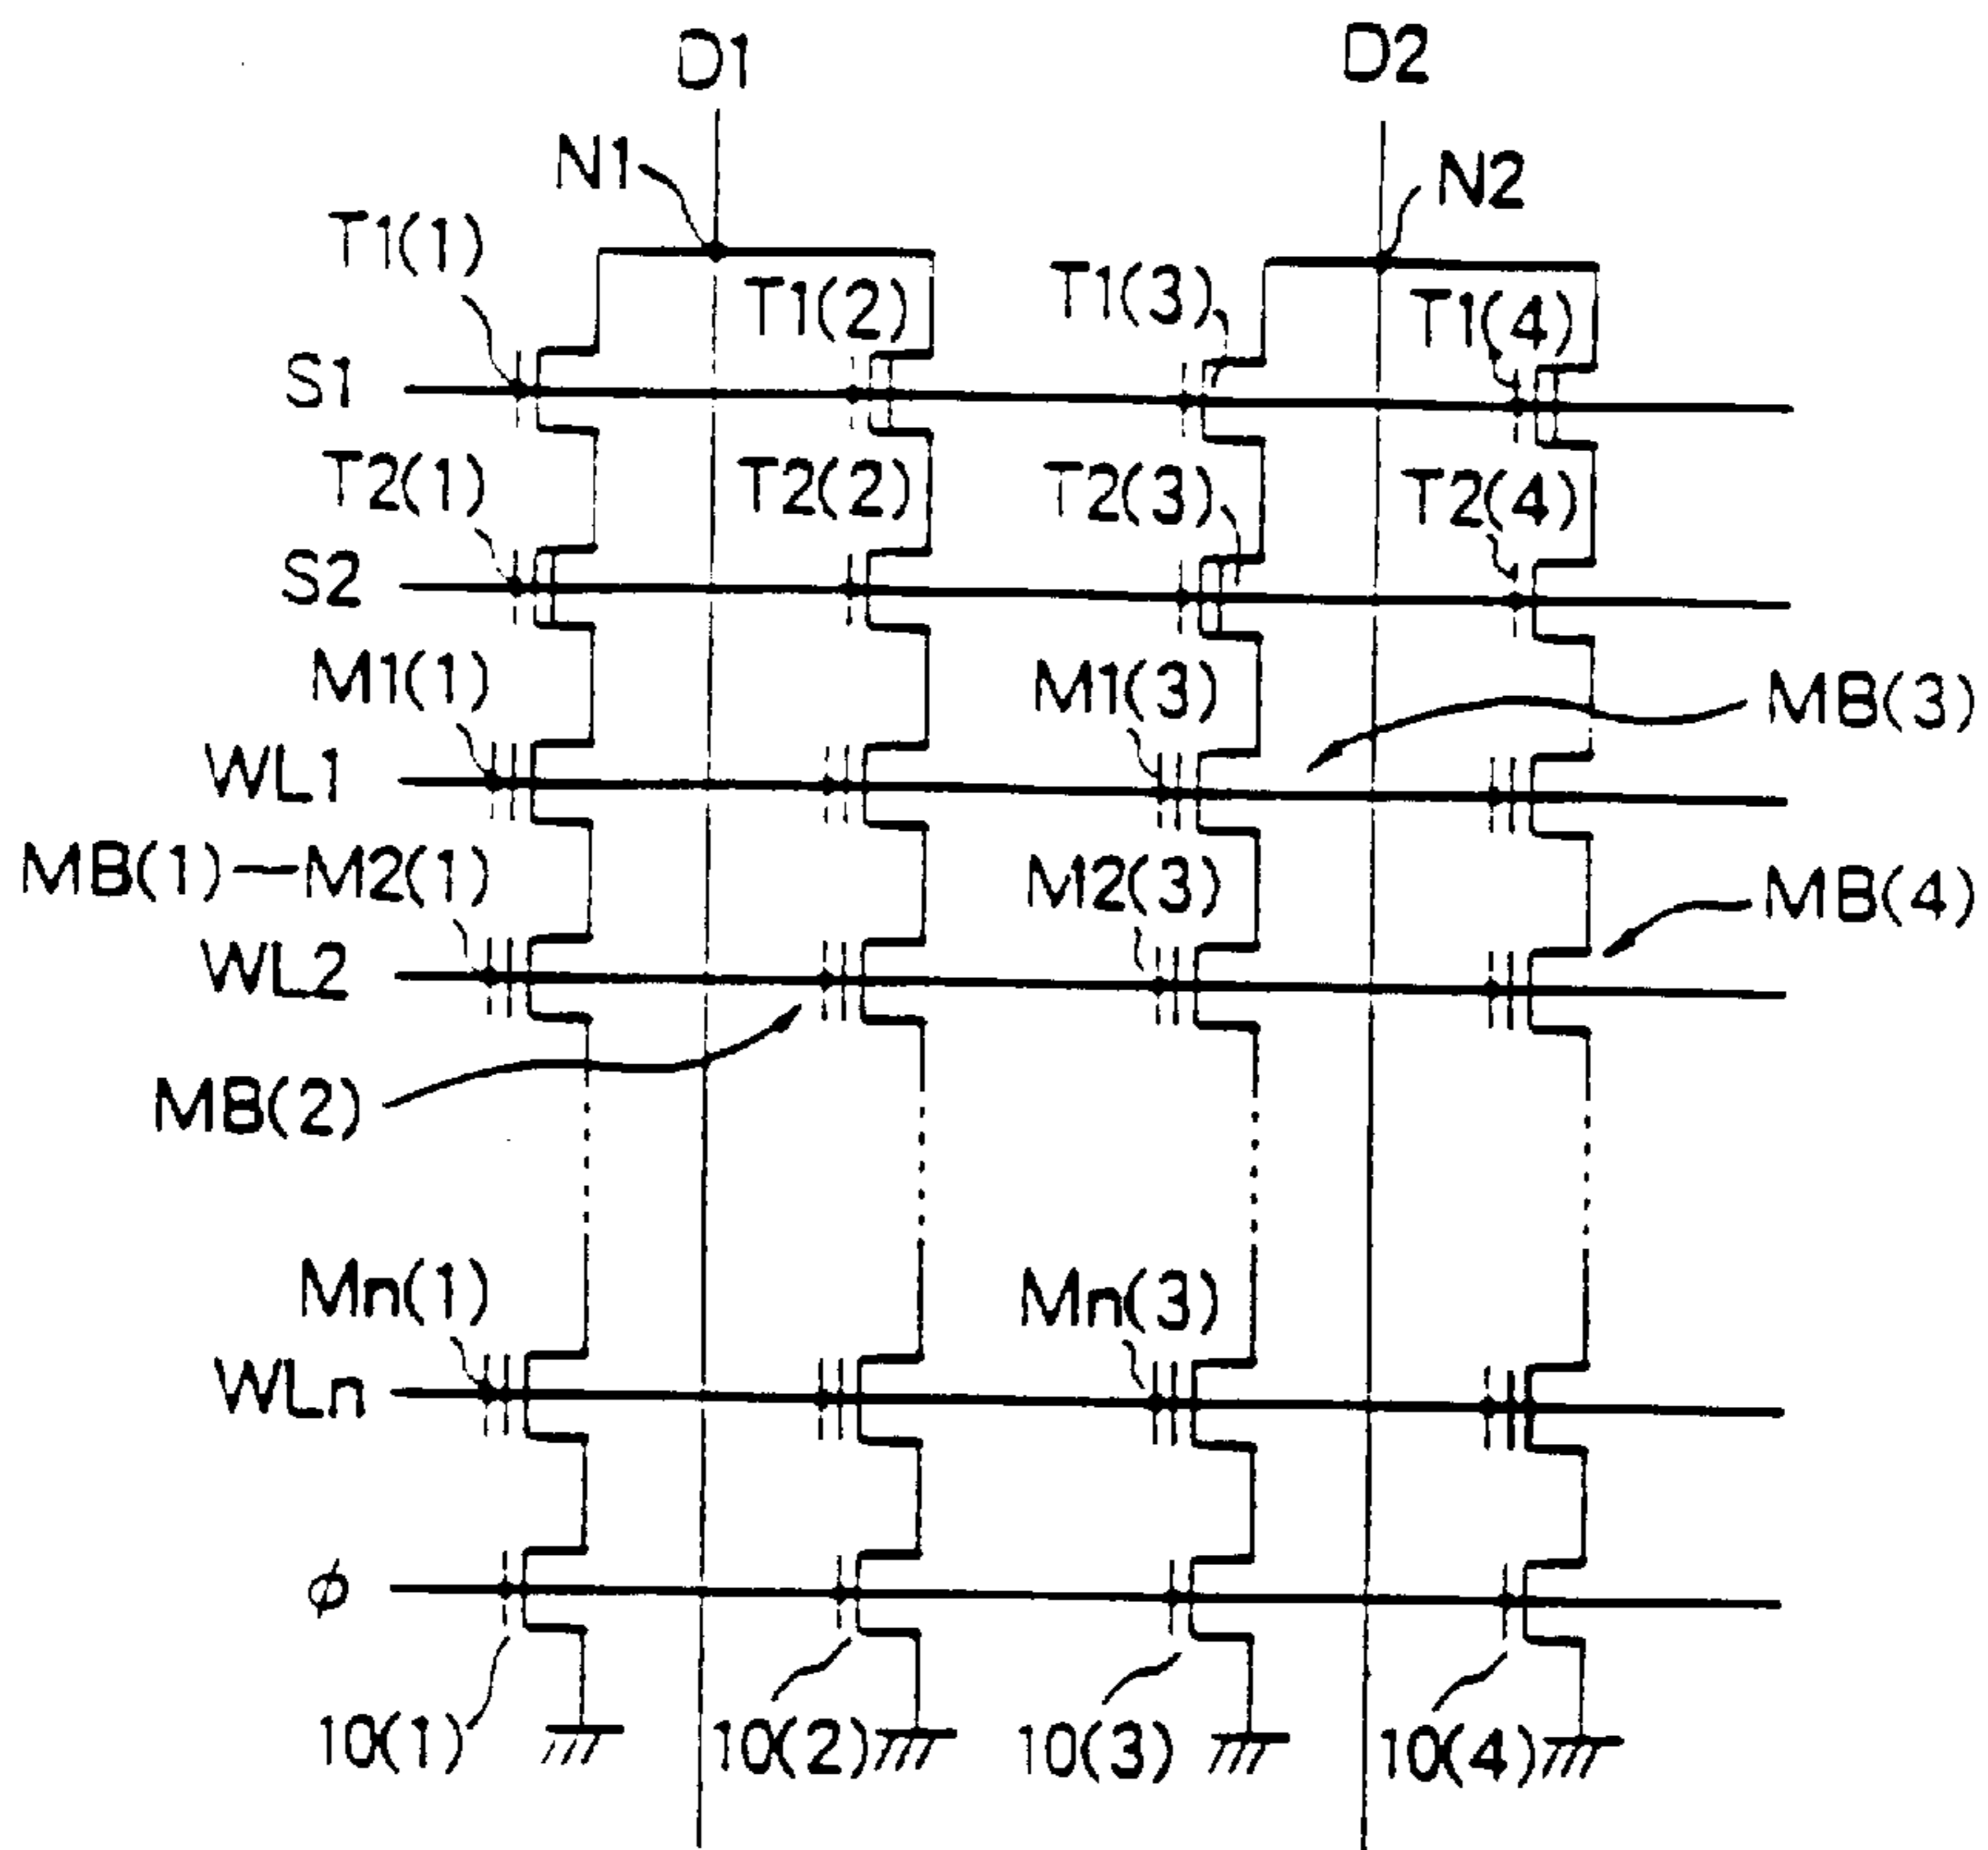 D1
D2
N1
N2
T1(1)
T1(2)
T1(3)
T1(4)
S1
T2(1)
T2(2)
T2(3)
T2(4)
S2
M1(1)
M1(3)
MB(3)
WL1
MB(1)—M2(1)
M2(3)
MB(4)
WL2
MB(2)
Mn(1)
Mn(3)
WLn
ϕ
10(1)
10(2)
10(3)
10(4)